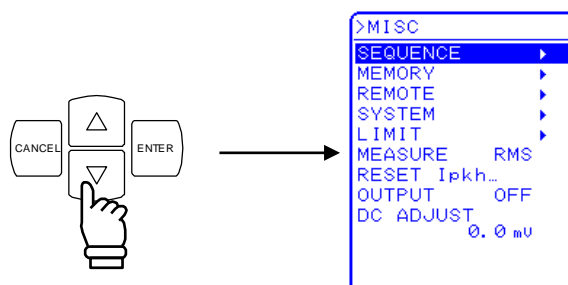 CANCEL
ENTER
>MISC
SEQUENCE
MEMORY
REMOTE
SYSTEM
LIMIT
MEASURE RMS
RESET Ipkh…
OUTPUT OFF
DC ADJUST
0.0 mV